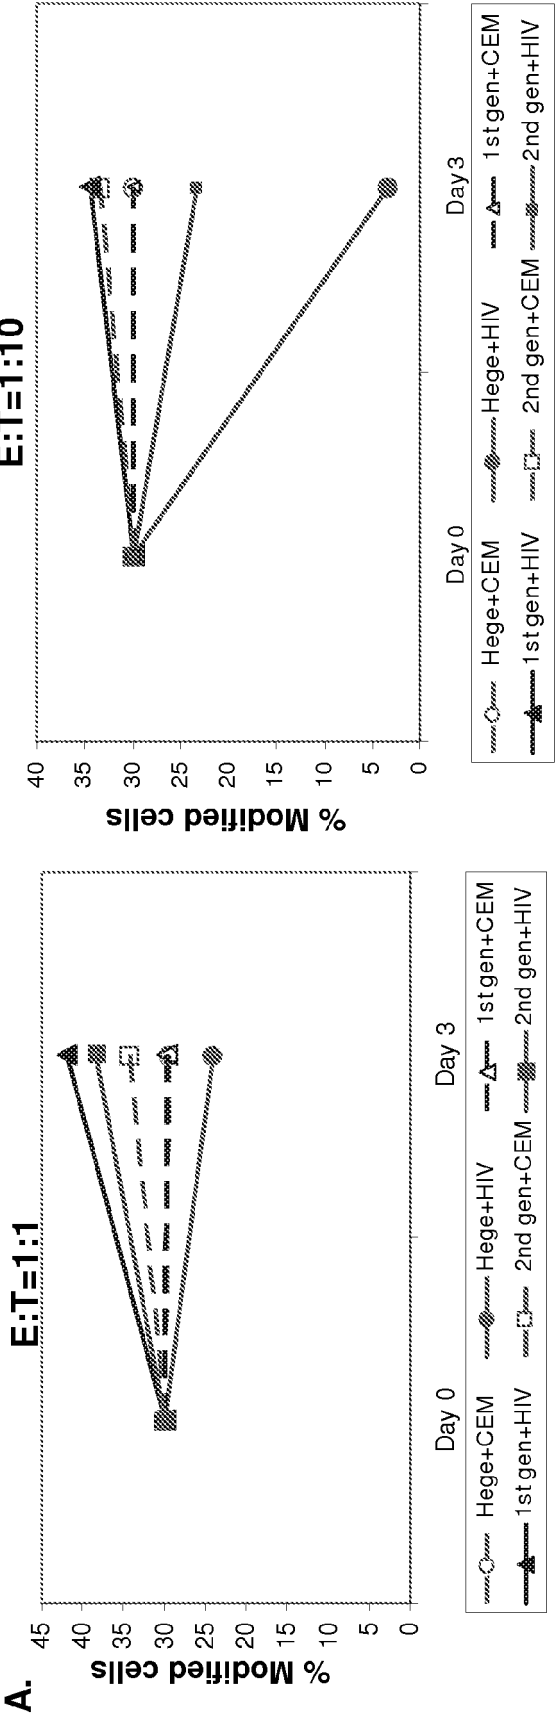 A.
E:T=1:1
45
40
35
30
25
20
15
10
5
0
% Modified cells
Day 0
Day 3
Hege+CEM
Hege+HIV
1st gen+CEM
1st gen+HIV
2nd gen+CEM
2nd gen+HIV
E:T=1:10
40
35
30
25
20
15
10
5
0
% Modified cells
Day 0
Day 3
Hege+CEM
Hege+HIV
1st gen+CEM
1st gen+HIV
2nd gen+CEM
2nd gen+HIV